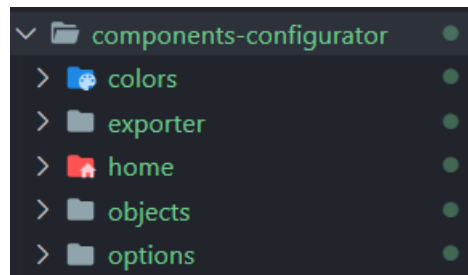 components-configurator
colors
exporter
home
objects
options